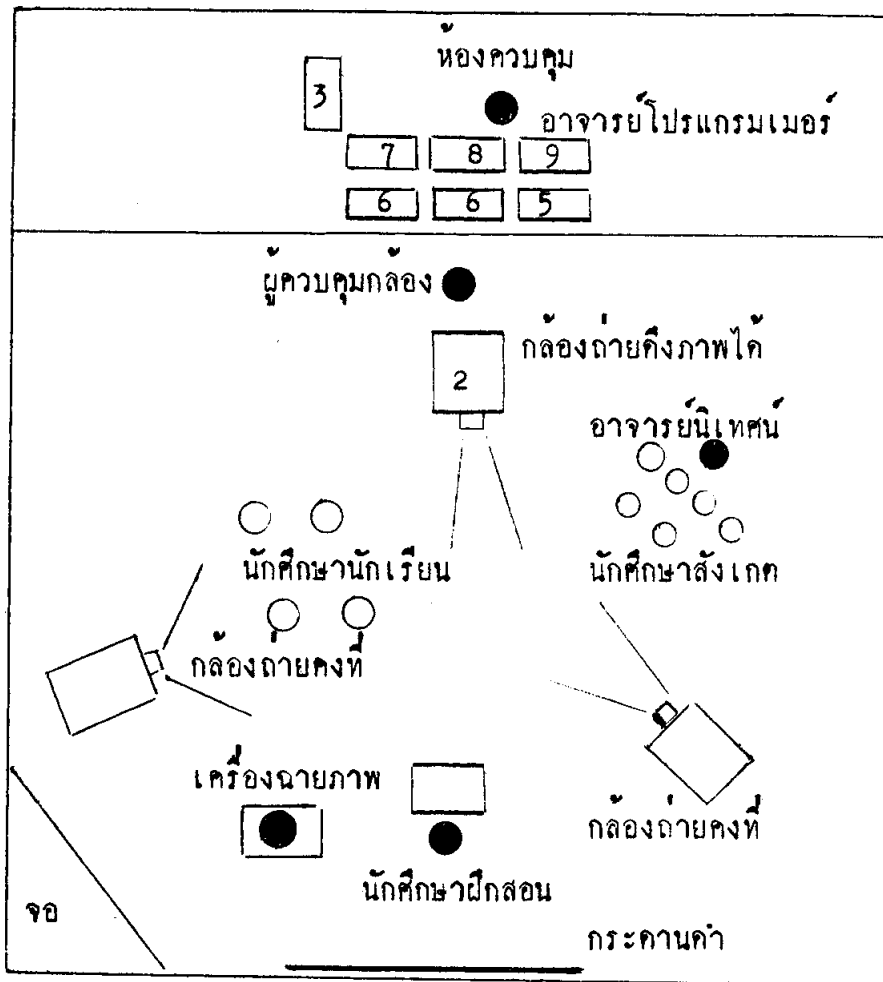 ห้องควบคุม
3
อาจารย์โปรแกรมเมอร์
7 8 9
6 6 5
ผู้ควบคุมกล้อง
กล้องถ่ายดึงภาพได้
2
อาจารย์นิเทศน์
นักศึกษานักเรียน
นักศึกษาสังเกต
กล้องถ่ายคงที่
เครื่องฉายภาพ
กล้องถ่ายคงที่
นักศึกษาฝึกสอน
จอ
กระดานดำ